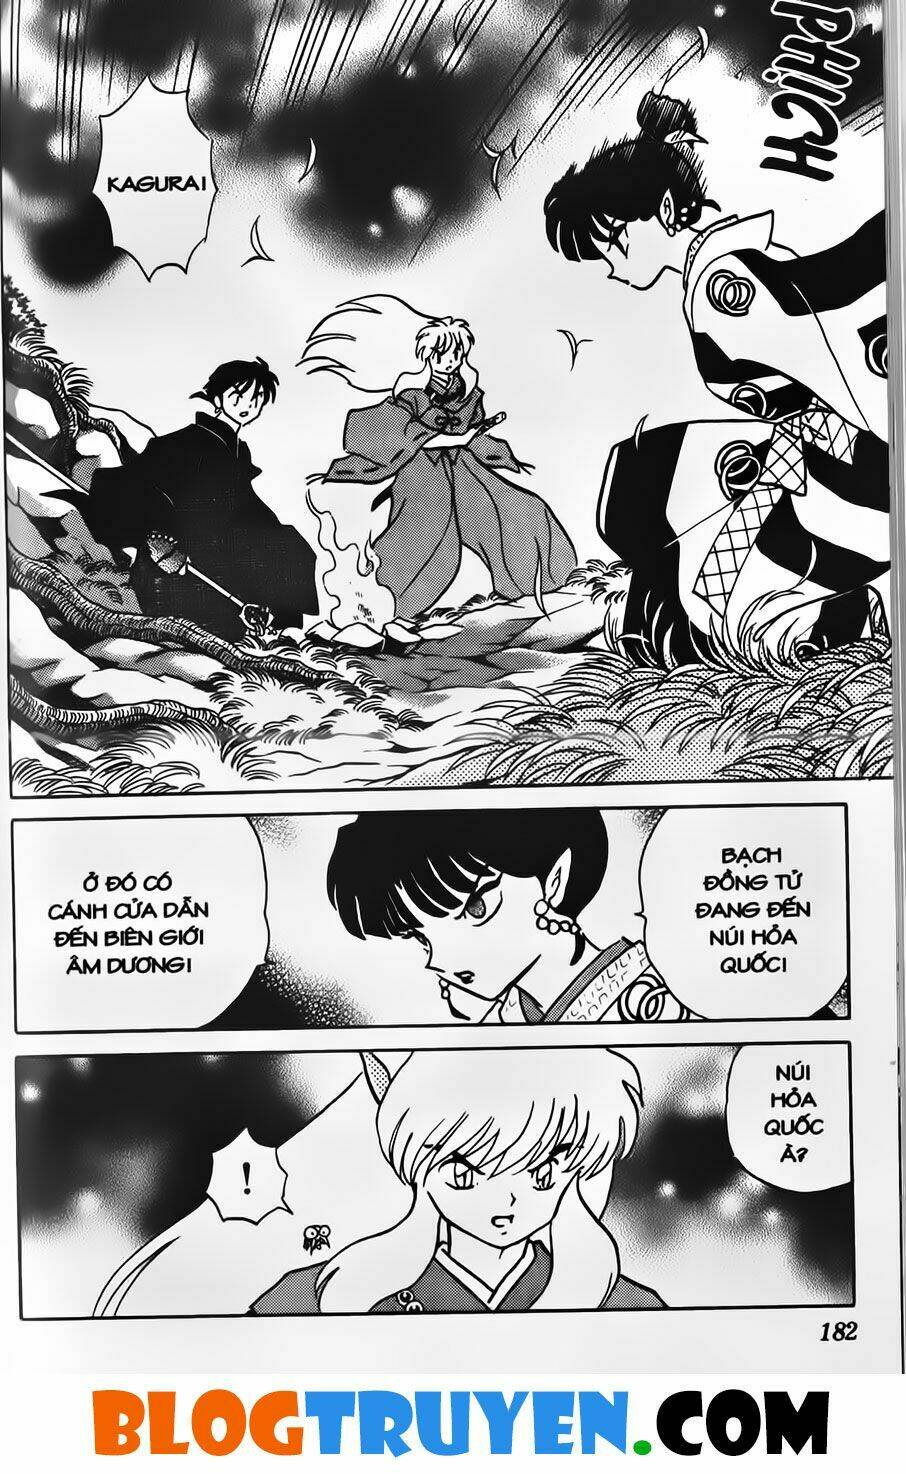 PHỊCH
KAGURA!
BẠCH
ĐỒNG TỬ
ĐANG ĐẾN
NÚI HỎA
QUỐC!
Ở ĐÓ CÓ
CÁNH CỬA DẪN
ĐẾN BIÊN GIỚI
ÂM DƯƠNG!
NÚI
HỎA
QUỐC
À?
!
182
BLOGTRUYEN.COM